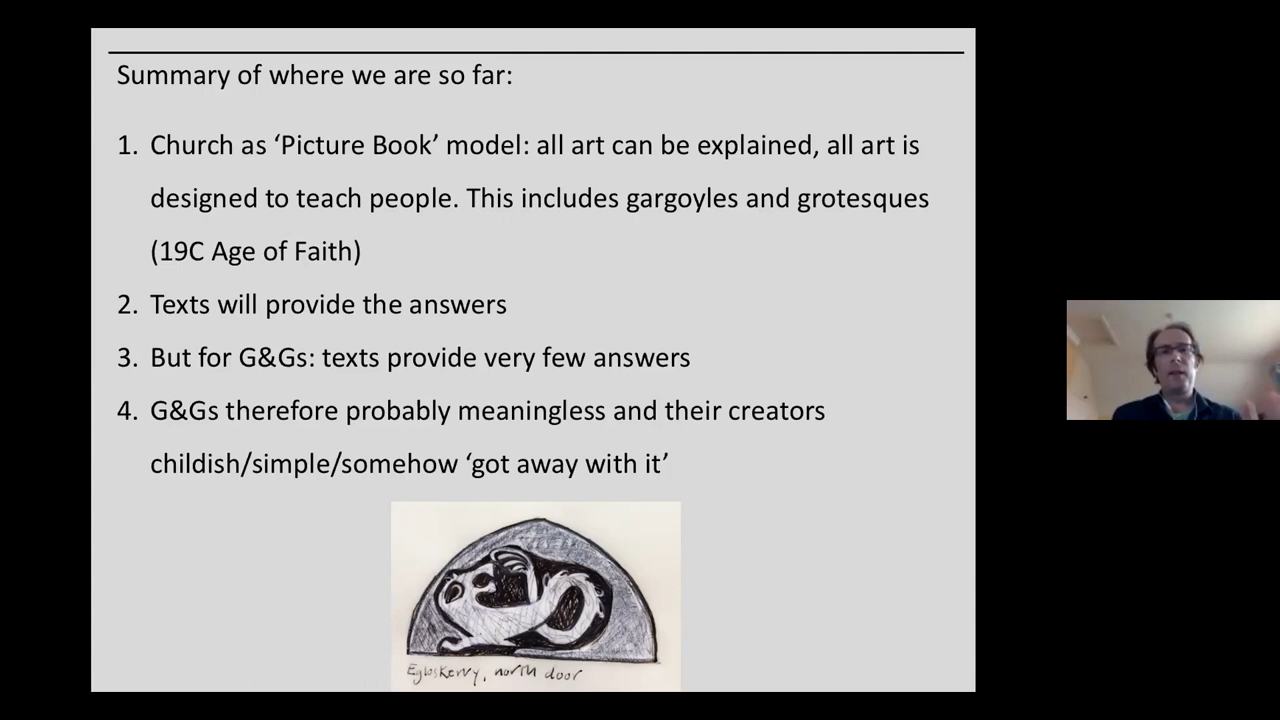 Summary of where we are so far:
1. Church as ‘Picture Book’ model: all art can be explained, all art is
designed to teach people. This includes gargoyles and grotesques
(19C Age of Faith)
2. Texts will provide the answers
3. But for G&Gs: texts provide very few answers
4. G&Gs therefore probably meaningless and their creators
childish/simple/somehow ‘got away with it’
Egloskerry, north door